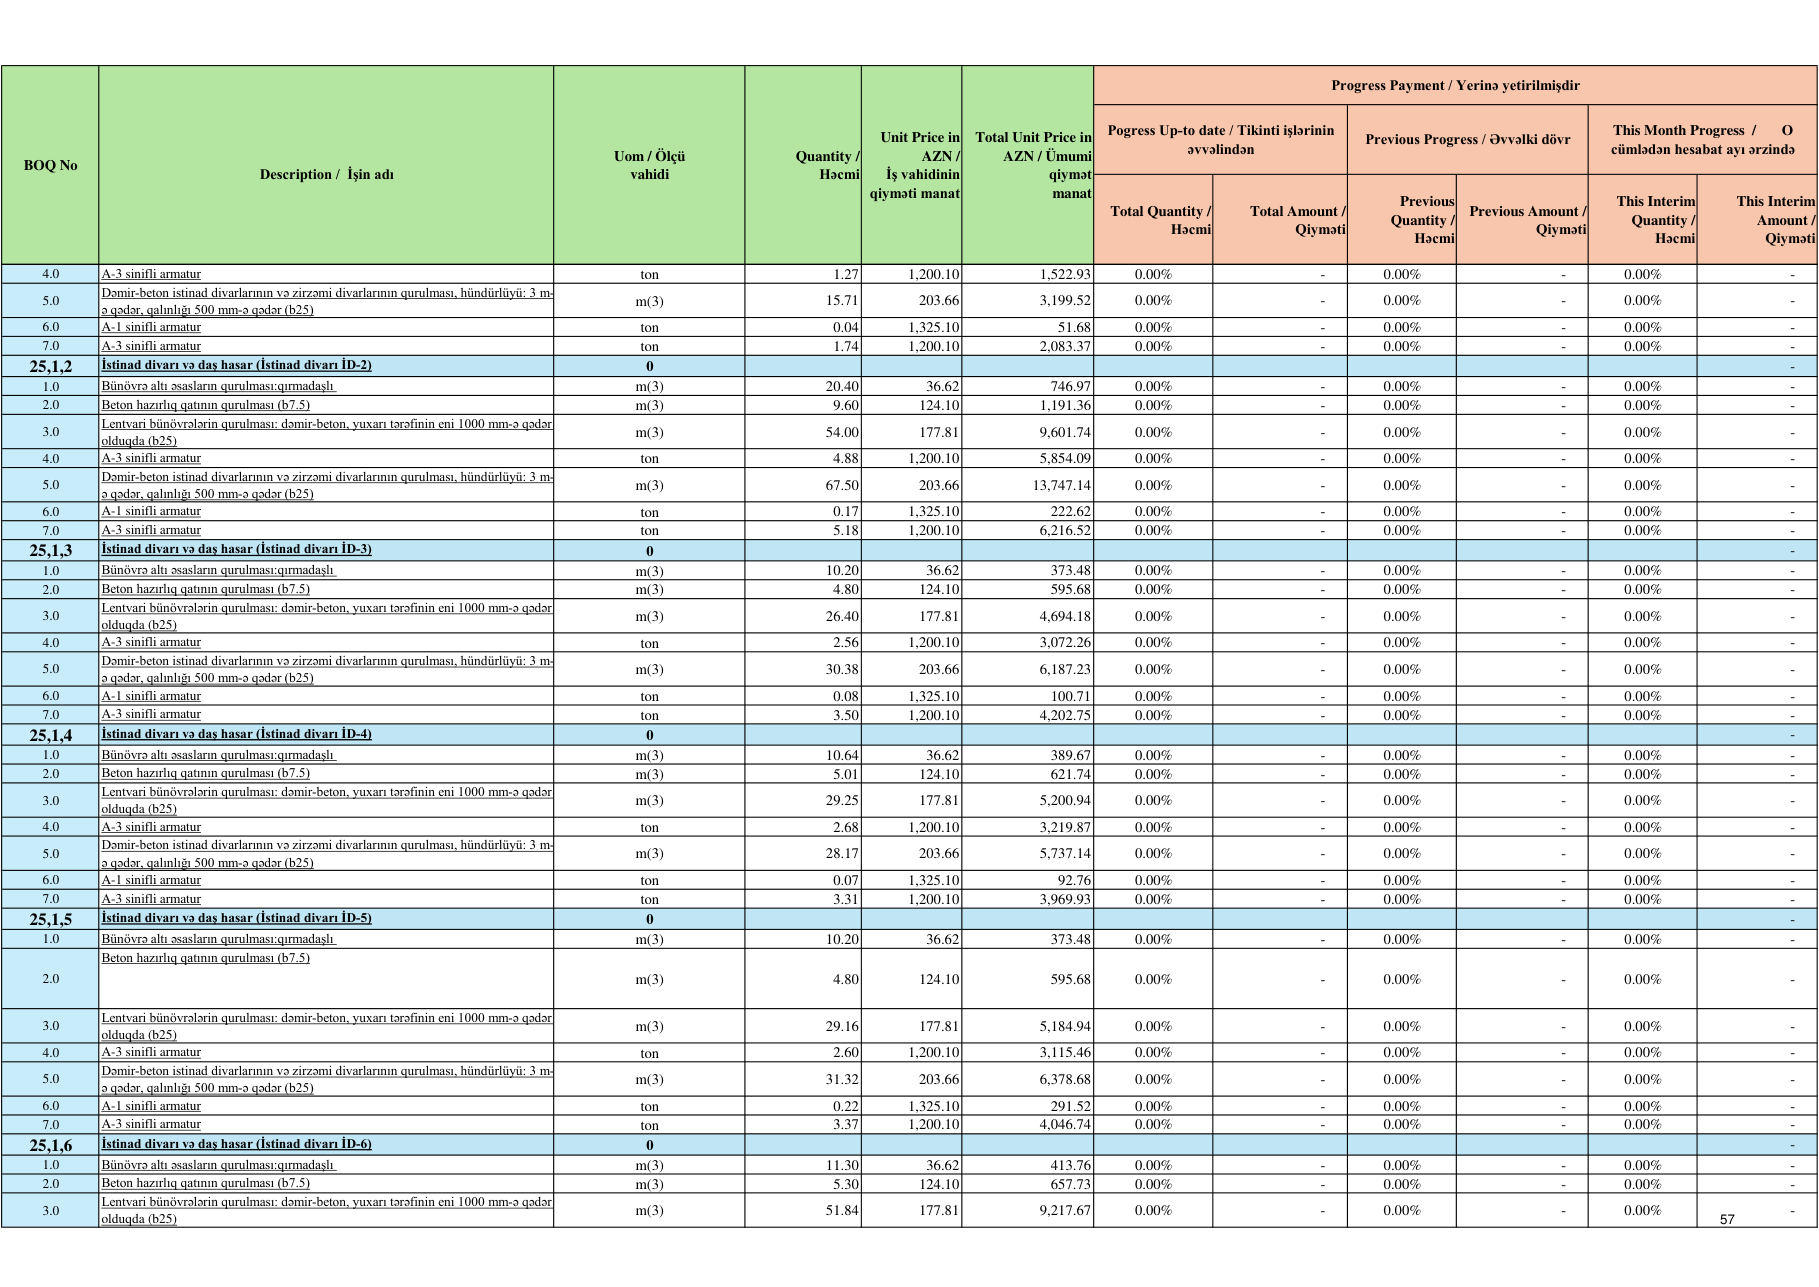 Progress Payment / Yerinə yetirilmişdir
BOQ No
Description / İşin adı
Uom / Ölçü
vahidi
Quantity /
Həcmi
Unit Price in
AZN /
İş vahidinin
qiyməti manat
Total Unit Price in
AZN / Ümumi
qiymət
manat
Pogress Up-to date / Tikinti işlərinin
əvvəlindən
Previous Progress / Əvvəlki dövr
This Month Progress / O
cümlədən hesabat ayı ərzində
Total Quantity /
Həcmi
Total Amount /
Qiyməti
Previous
Quantity /
Həcmi
Previous Amount /
Qiyməti
This Interim
Quantity /
Həcmi
This Interim
Amount /
Qiyməti
4.0 A-3 sinifli armatur ton 1.27 1,200.10 1,522.93 0.00% - 0.00% - 0.00% -
5.0 Dəmir-beton istinad divarlarının və zirzəmi divarlarının qurulması, hündürlüyü: 3 m-
ə qədər, qalınlığı 500 mm-ə qədər (b25) m(3) 15.71 203.66 3,199.52 0.00% - 0.00% - 0.00% -
6.0 A-1 sinifli armatur ton 0.04 1,325.10 51.68 0.00% - 0.00% - 0.00% -
7.0 A-3 sinifli armatur ton 1.74 1,200.10 2,083.37 0.00% - 0.00% - 0.00% -
25,1,2 İstinad divarı və daş hasar (İstinad divarı İD-2) 0 -
1.0 Bünövrə altı əsasların qurulması:qırmadaşlı m(3) 20.40 36.62 746.97 0.00% - 0.00% - 0.00% -
2.0 Beton hazırlıq qatının qurulması (b7.5) m(3) 9.60 124.10 1,191.36 0.00% - 0.00% - 0.00% -
3.0 Lentvari bünövrələrin qurulması: dəmir-beton, yuxarı tərəfinin eni 1000 mm-ə qədər
olduqda (b25) m(3) 54.00 177.81 9,601.74 0.00% - 0.00% - 0.00% -
4.0 A-3 sinifli armatur ton 4.88 1,200.10 5,854.09 0.00% - 0.00% - 0.00% -
5.0 Dəmir-beton istinad divarlarının və zirzəmi divarlarının qurulması, hündürlüyü: 3 m-
ə qədər, qalınlığı 500 mm-ə qədər (b25) m(3) 67.50 203.66 13,747.14 0.00% - 0.00% - 0.00% -
6.0 A-1 sinifli armatur ton 0.17 1,325.10 222.62 0.00% - 0.00% - 0.00% -
7.0 A-3 sinifli armatur ton 5.18 1,200.10 6,216.52 0.00% - 0.00% - 0.00% -
25,1,3 İstinad divarı və daş hasar (İstinad divarı İD-3) 0 -
1.0 Bünövrə altı əsasların qurulması:qırmadaşlı m(3) 10.20 36.62 373.48 0.00% - 0.00% - 0.00% -
2.0 Beton hazırlıq qatının qurulması (b7.5) m(3) 4.80 124.10 595.68 0.00% - 0.00% - 0.00% -
3.0 Lentvari bünövrələrin qurulması: dəmir-beton, yuxarı tərəfinin eni 1000 mm-ə qədər
olduqda (b25) m(3) 26.40 177.81 4,694.18 0.00% - 0.00% - 0.00% -
4.0 A-3 sinifli armatur ton 2.56 1,200.10 3,072.26 0.00% - 0.00% - 0.00% -
5.0 Dəmir-beton istinad divarlarının və zirzəmi divarlarının qurulması, hündürlüyü: 3 m-
ə qədər, qalınlığı 500 mm-ə qədər (b25) m(3) 30.38 203.66 6,187.23 0.00% - 0.00% - 0.00% -
6.0 A-1 sinifli armatur ton 0.08 1,325.10 100.71 0.00% - 0.00% - 0.00% -
7.0 A-3 sinifli armatur ton 3.50 1,200.10 4,202.75 0.00% - 0.00% - 0.00% -
25,1,4 İstinad divarı və daş hasar (İstinad divarı İD-4) 0 -
1.0 Bünövrə altı əsasların qurulması:qırmadaşlı m(3) 10.64 36.62 389.67 0.00% - 0.00% - 0.00% -
2.0 Beton hazırlıq qatının qurulması (b7.5) m(3) 5.01 124.10 621.74 0.00% - 0.00% - 0.00% -
3.0 Lentvari bünövrələrin qurulması: dəmir-beton, yuxarı tərəfinin eni 1000 mm-ə qədər
olduqda (b25) m(3) 29.25 177.81 5,200.94 0.00% - 0.00% - 0.00% -
4.0 A-3 sinifli armatur ton 2.68 1,200.10 3,219.87 0.00% - 0.00% - 0.00% -
5.0 Dəmir-beton istinad divarlarının və zirzəmi divarlarının qurulması, hündürlüyü: 3 m-
ə qədər, qalınlığı 500 mm-ə qədər (b25) m(3) 28.17 203.66 5,737.14 0.00% - 0.00% - 0.00% -
6.0 A-1 sinifli armatur ton 0.07 1,325.10 92.76 0.00% - 0.00% - 0.00% -
7.0 A-3 sinifli armatur ton 3.31 1,200.10 3,969.93 0.00% - 0.00% - 0.00% -
25,1,5 İstinad divarı və daş hasar (İstinad divarı İD-5) 0 -
1.0 Bünövrə altı əsasların qurulması:qırmadaşlı m(3) 10.20 36.62 373.48 0.00% - 0.00% - 0.00% -
2.0 Beton hazırlıq qatının qurulması (b7.5) m(3) 4.80 124.10 595.68 0.00% - 0.00% - 0.00% -
3.0 Lentvari bünövrələrin qurulması: dəmir-beton, yuxarı tərəfinin eni 1000 mm-ə qədər
olduqda (b25) m(3) 29.16 177.81 5,184.94 0.00% - 0.00% - 0.00% -
4.0 A-3 sinifli armatur ton 2.60 1,200.10 3,115.46 0.00% - 0.00% - 0.00% -
5.0 Dəmir-beton istinad divarlarının və zirzəmi divarlarının qurulması, hündürlüyü: 3 m-
ə qədər, qalınlığı 500 mm-ə qədər (b25) m(3) 31.32 203.66 6,378.68 0.00% - 0.00% - 0.00% -
6.0 A-1 sinifli armatur ton 0.22 1,325.10 291.52 0.00% - 0.00% - 0.00% -
7.0 A-3 sinifli armatur ton 3.37 1,200.10 4,046.74 0.00% - 0.00% - 0.00% -
25,1,6 İstinad divarı və daş hasar (İstinad divarı İD-6) 0 -
1.0 Bünövrə altı əsasların qurulması:qırmadaşlı m(3) 11.30 36.62 413.76 0.00% - 0.00% - 0.00% -
2.0 Beton hazırlıq qatının qurulması (b7.5) m(3) 5.30 124.10 657.73 0.00% - 0.00% - 0.00% -
3.0 Lentvari bünövrələrin qurulması: dəmir-beton, yuxarı tərəfinin eni 1000 mm-ə qədər
olduqda (b25) m(3) 51.84 177.81 9,217.67 0.00% - 0.00% - 0.00% -
57